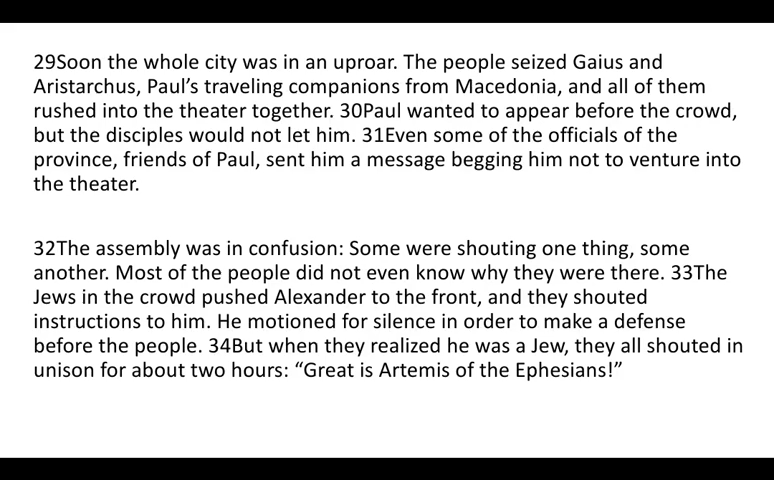 29Soon the whole city was in an uproar. The people seized Gaius and
Aristarchus, Paul’s traveling companions from Macedonia, and all of them
rushed into the theater together. 30Paul wanted to appear before the crowd,
but the disciples would not let him. 31Even some of the officials of the
province, friends of Paul, sent him a message begging him not to venture into
the theater.
32The assembly was in confusion: Some were shouting one thing, some
another. Most of the people did not even know why they were there. 33The
Jews in the crowd pushed Alexander to the front, and they shouted
instructions to him. He motioned for silence in order to make a defense
before the people. 34But when they realized he was a Jew, they all shouted in
unison for about two hours: “Great is Artemis of the Ephesians!”